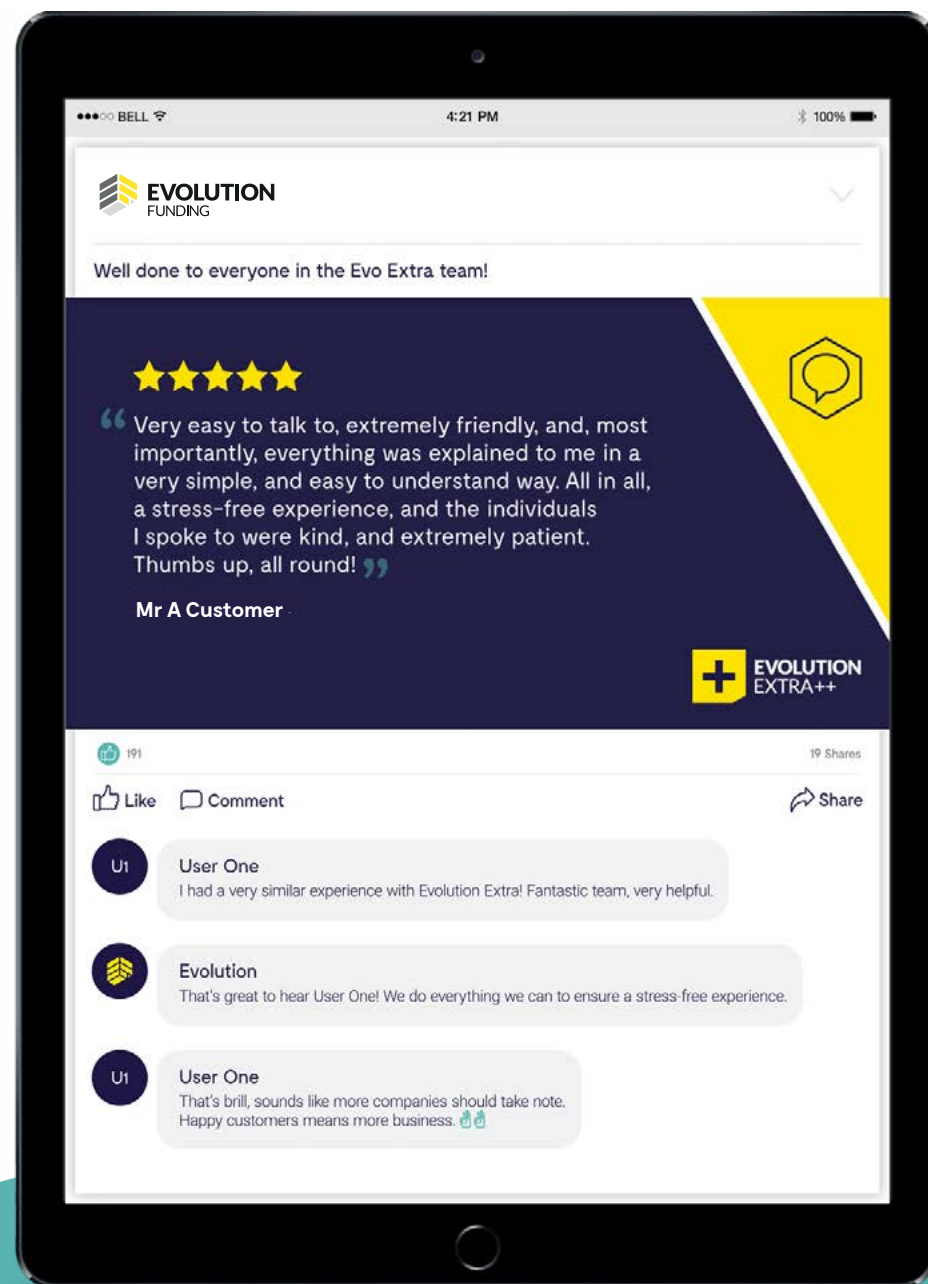 BELL
4:21 PM
100%
EVOLUTION
FUNDING
Well done to everyone in the Evo Extra team!
“ Very easy to talk to, extremely friendly, and, most
importantly, everything was explained to me in a
very simple, and easy to understand way. All in all,
a stress-free experience, and the individuals
I spoke to were kind, and extremely patient.
Thumbs up, all round! ”
Mr A Customer
EVOLUTION
EXTRA++
191
19 Shares
Like
Comment
Share
U1
User One
I had a very similar experience with Evolution Extra! Fantastic team, very helpful.
Evolution
That's great to hear User One! We do everything we can to ensure a stress-free experience.
U1
User One
That's brill, sounds like more companies should take note.
Happy customers means more business.